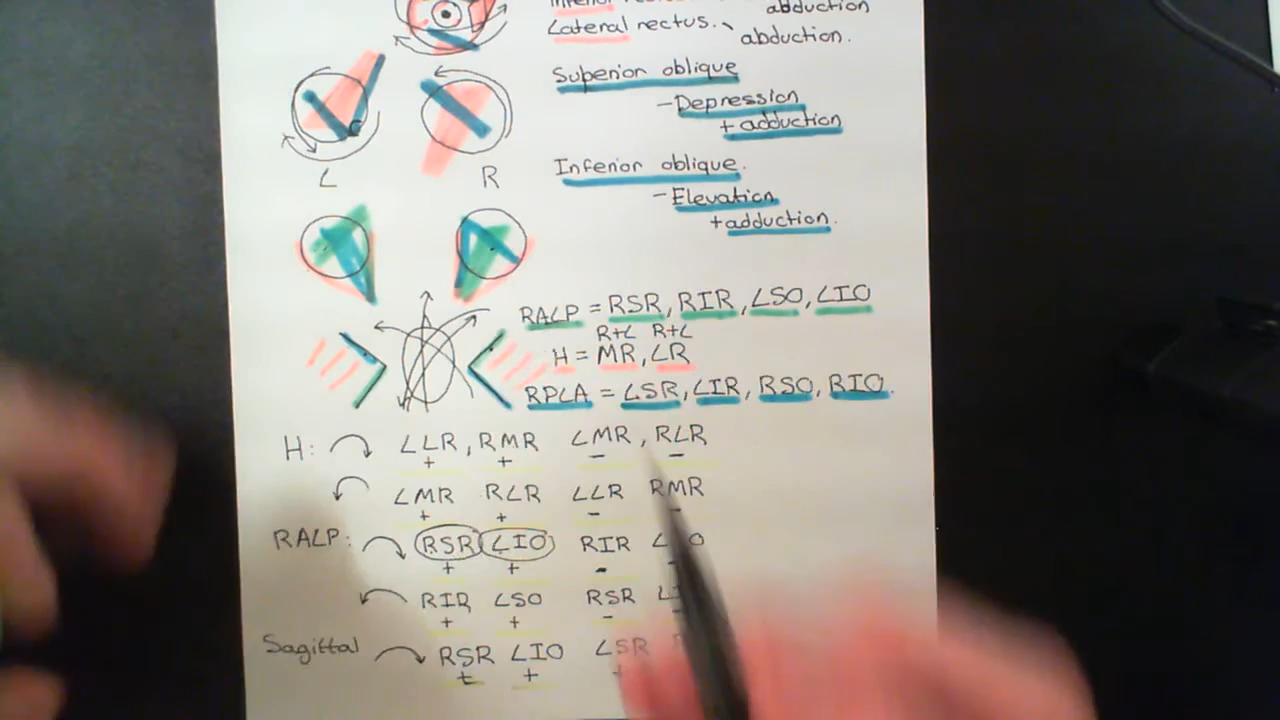 abduction
Lateral rectus.
abduction.
Superior oblique
- Depression
+ adduction
L R
Inferior oblique.
- Elevation
+adduction.
RALP = RSR, RIR, LSO, LIO
R+L R+L
H = MR, LR
RPLA = LSR, LIR, RSO, RIO.
H: LLR, RMR LMR, RLR
+ + - -
LMR RLR LLR RMR
+ + - -
RALP: RSR LIO RIR
+ + -
RIR LSO RSR
+ + -
Sagittal RSR LIO LSR
+ + +